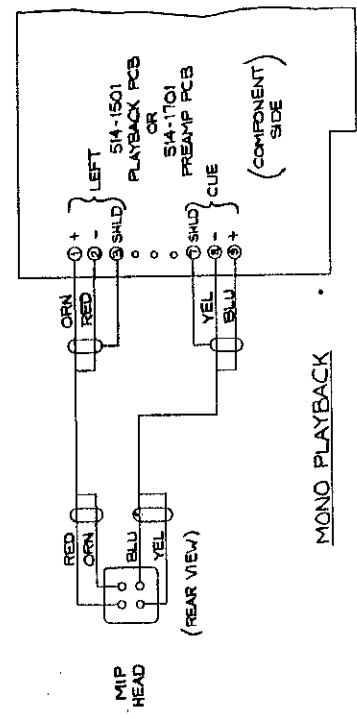 MIP
HEAD
RED
ORN
BLU
YEL
(REAR VIEW)
ORN
RED
YEL
BLU
1 +
2 -
3 SHLD
LEFT
514-1501
PLAYBACK PCB
OR
514-1701
PREAMP PCB
7 SHLD
8 -
9 +
CUE
(COMPONENT
SIDE)
MONO PLAYBACK